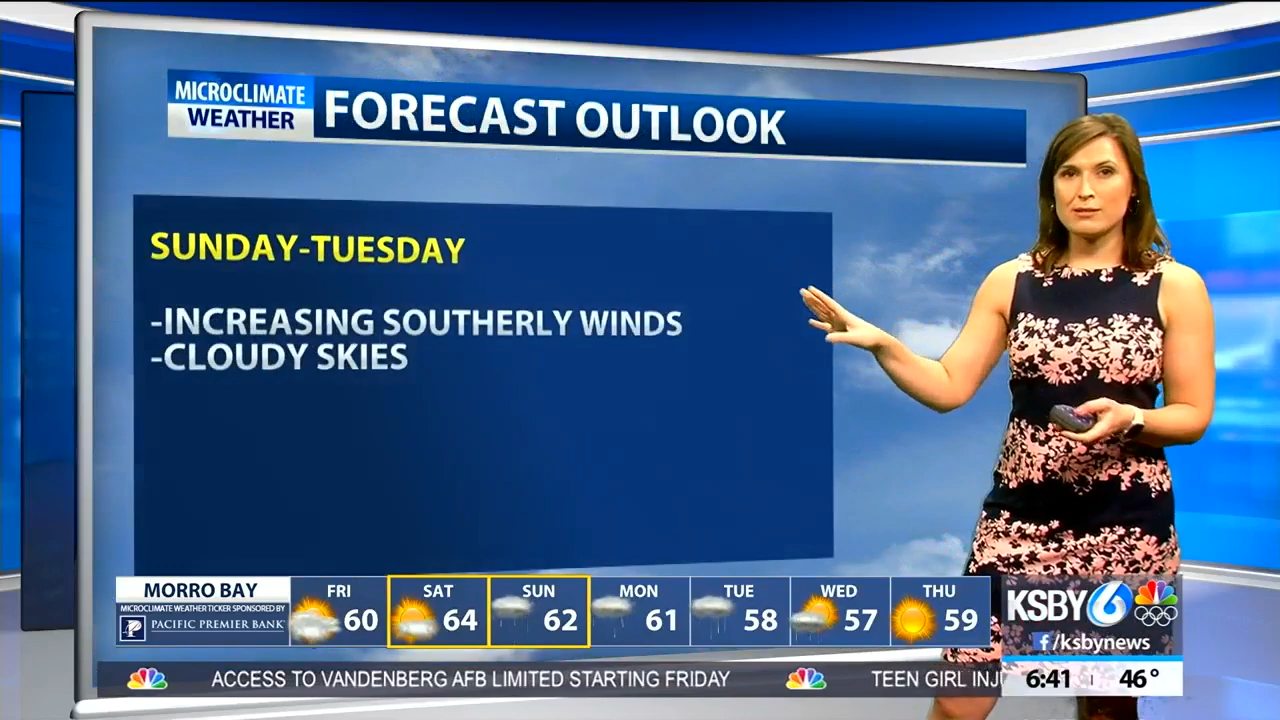 MICROCLIMATE
WEATHER
FORECAST OUTLOOK
SUNDAY-TUESDAY
-INCREASING SOUTHERLY WINDS
-CLOUDY SKIES
MORRO BAY
MICROCLIMATE WEATHER TICKER SPONSORED BY
PACIFIC PREMIER BANK
FRI SAT SUN MON TUE WED THU
60 64 62 61 58 57 59
KSBY 6
f/ksbynews
ACCESS TO VANDENBERG AFB LIMITED STARTING FRIDAY TEEN GIRL INJ
6:41 46°